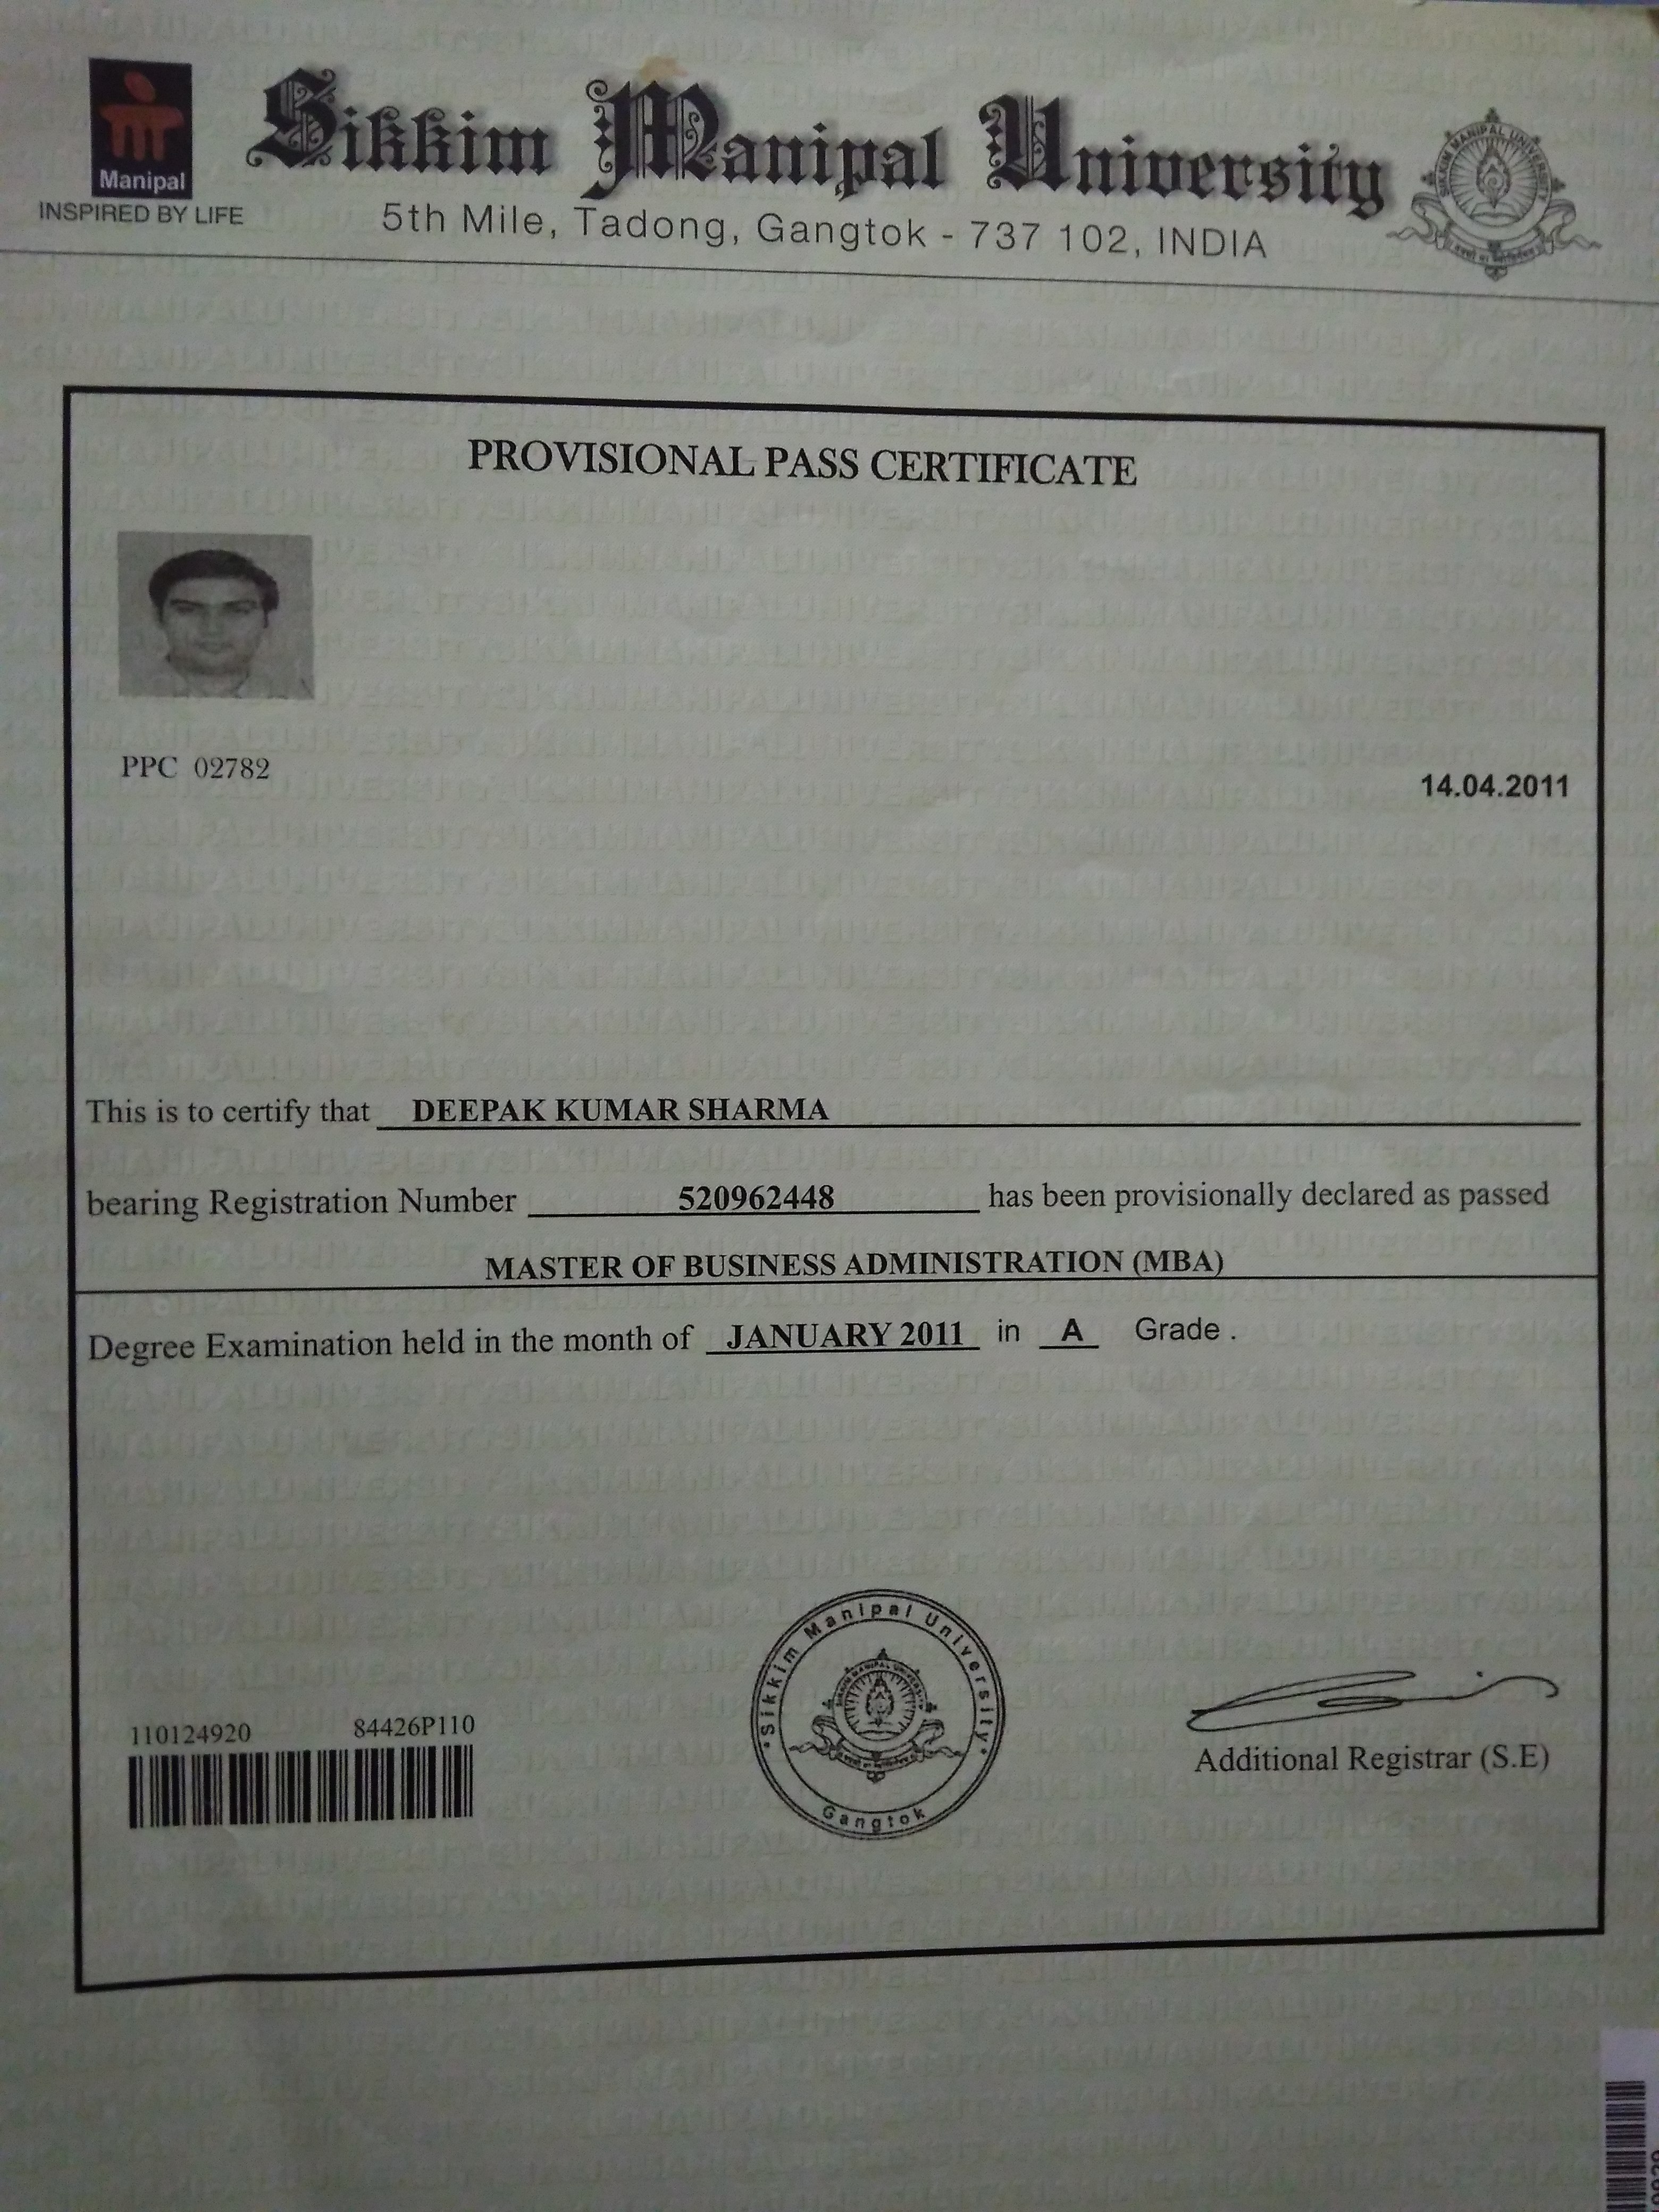 Manipal
INSPIRED BY LIFE
Sikkim Manipal University
5th Mile, Tadong, Gangtok - 737 102, INDIA
SIKKIM MANIPAL UNIVERSITY
PROVISIONAL PASS CERTIFICATE
PPC 02782
14.04.2011
This is to certify that DEEPAK KUMAR SHARMA
bearing Registration Number 520962448 has been provisionally declared as passed
MASTER OF BUSINESS ADMINISTRATION (MBA)
Degree Examination held in the month of JANUARY 2011 in A Grade .
110124920 84426P110
Sikkim Manipal University
Gangtok
Additional Registrar (S.E)